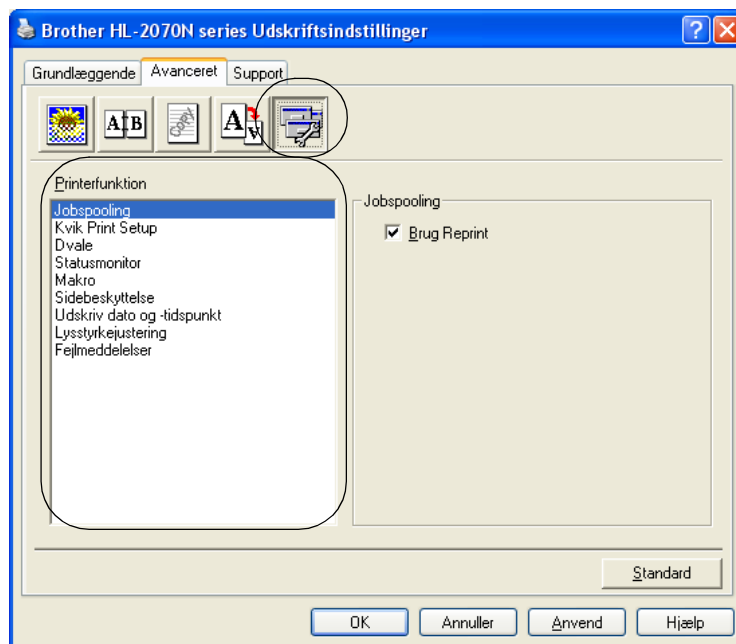 Brother HL-2070N series Udskriftsindstillinger
Grundlæggende Avanceret Support
A B COPY A A
Printerfunktion
Jobspooling
Kvik Print Setup
Dvale
Statusmonitor
Makro
Sidebeskyttelse
Udskriv dato og -tidspunkt
Lysstyrkejustering
Fejlmeddelelser
Jobspooling
Brug Reprint
Standard
OK Annuller Anvend Hjælp